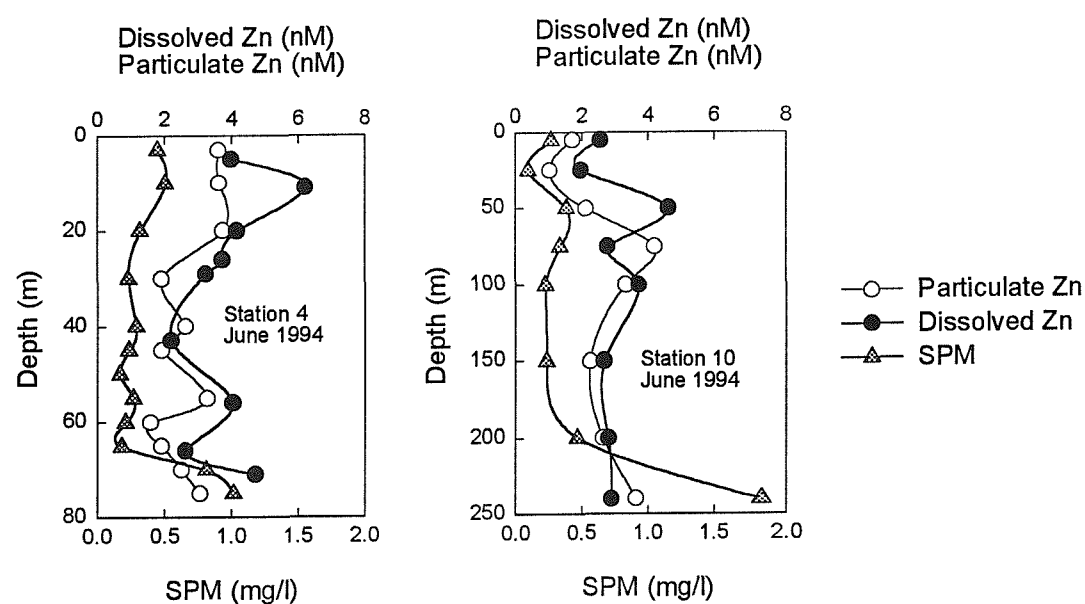 Dissolved Zn (nM)
Particulate Zn (nM)
0 2 4 6 8
0
20
40
60
80
Depth (m)
Station 4
June 1994
0.0 0.5 1.0 1.5 2.0
SPM (mg/l)
Dissolved Zn (nM)
Particulate Zn (nM)
0 2 4 6 8
0
50
100
150
200
250
Depth (m)
Station 10
June 1994
0.0 0.5 1.0 1.5 2.0
SPM (mg/l)
Particulate Zn
Dissolved Zn
SPM